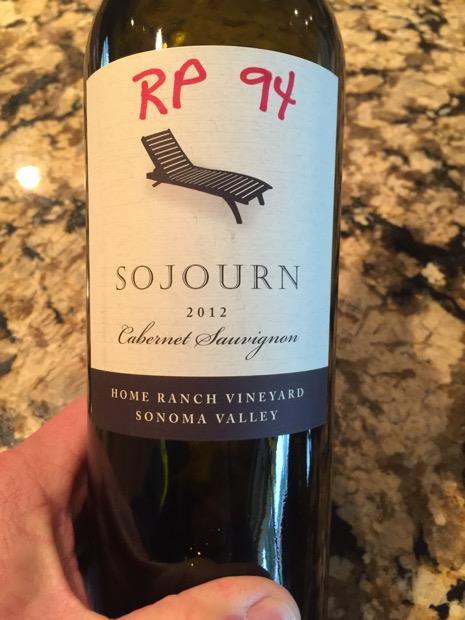 RP 94
SOJOURN
2012
Cabernet Sauvignon
HOME RANCH VINEYARD
SONOMA VALLEY